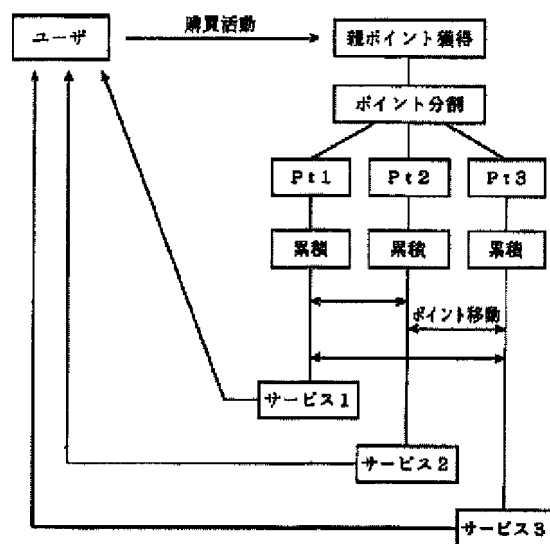 ユーザ
購買活動
親ポイント獲得
ポイント分割
Pt1
Pt2
Pt3
累積
累積
累積
ポイント移動
サービス1
サービス2
サービス3